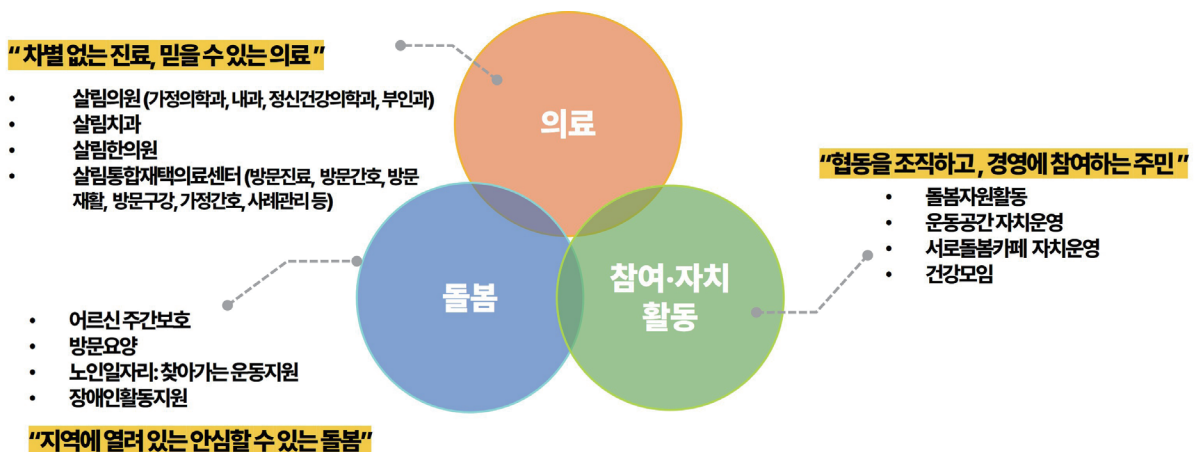 “차별 없는 진료, 믿을 수 있는 의료”
• 살림의원 (가정의학과, 내과, 정신건강의학과, 부인과)
• 살림치과
• 살림한의원
• 살림통합재택의료센터 (방문진료, 방문간호, 방문
재활, 방문구강, 가정간호, 사례관리 등)
의료
돌봄
참여·자치
활동
“협동을 조직하고, 경영에 참여하는 주민”
• 돌봄자원활동
• 운동공간 자치운영
• 서로돌봄카페 자치운영
• 건강모임
• 어르신 주간보호
• 방문요양
• 노인일자리: 찾아가는 운동지원
• 장애인활동지원
“지역에 열려 있는 안심할 수 있는 돌봄”